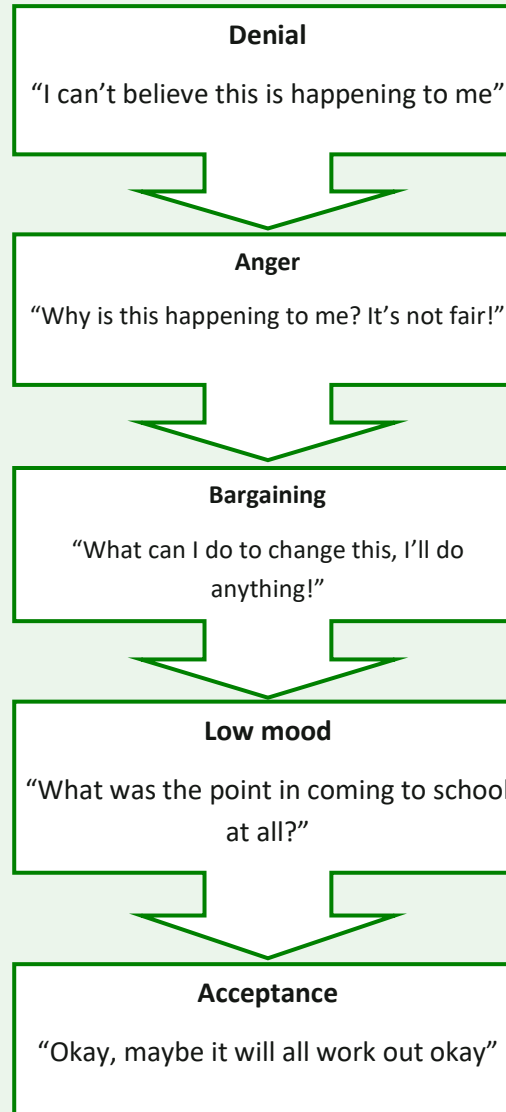 Denial
“I can’t believe this is happening to me”
Anger
“Why is this happening to me? It’s not fair!”
Bargaining
“What can I do to change this, I’ll do
anything!”
Low mood
“What was the point in coming to school
at all?”
Acceptance
“Okay, maybe it will all work out okay”